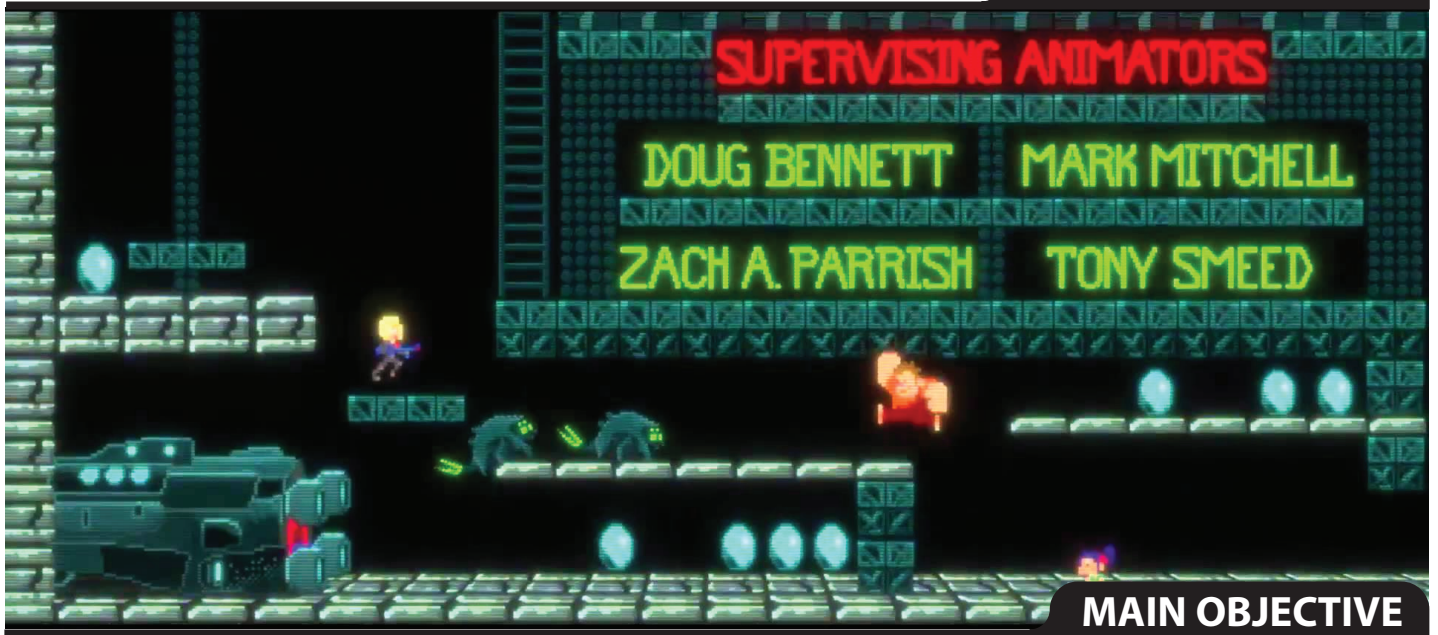 SUPERVISING ANIMATORS
DOUG BENNETT MARK MITCHELL
ZACH A. PARRISH TONY SMEED
MAIN OBJECTIVE